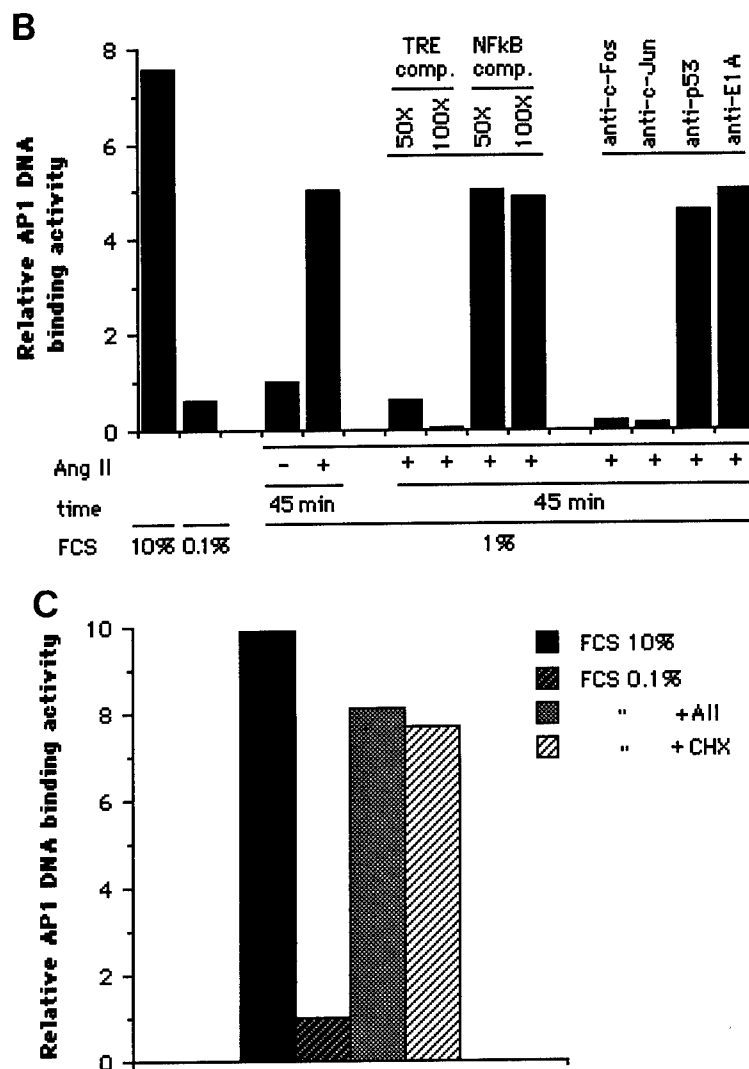 B
TRE comp.
NFkB comp.
50X
100X
50X
100X
anti-c-Fos
anti-c-Jun
anti-p53
anti-E1A
Relative AP1 DNA binding activity
8
6
4
2
0
Ang II - + + + + + + + + +
time 45 min 45 min
FCS 10% 0.1% 1%
C
Relative AP1 DNA binding activity
10
8
6
4
2
0
FCS 10%
FCS 0.1%
" +AII
" +CHX